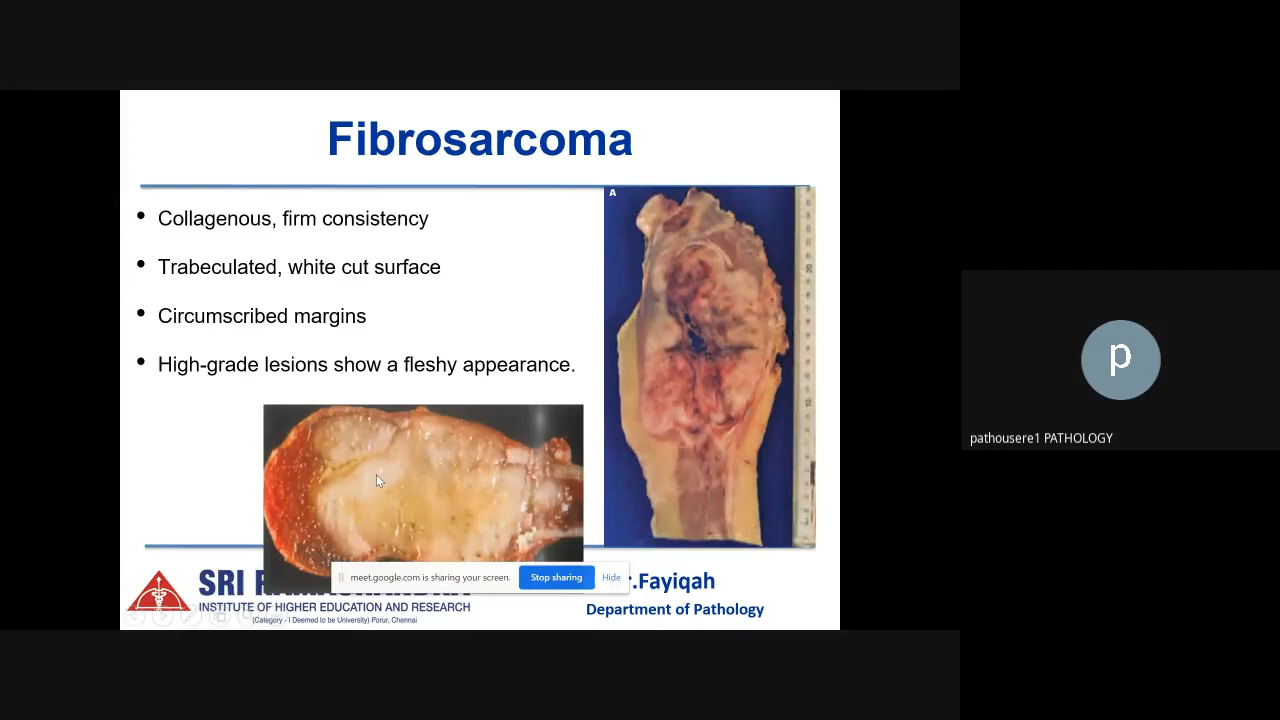 Fibrosarcoma
A
• Collagenous, firm consistency
• Trabeculated, white cut surface
• Circumscribed margins
• High-grade lesions show a fleshy appearance.
p
pathousere1 PATHOLOGY
meet.google.com is sharing your screen. Stop sharing Hide
SRI
INSTITUTE OF HIGHER EDUCATION AND RESEARCH
(Category - I Deemed to be University) Porur, Chennai
r.Fayiqah
Department of Pathology